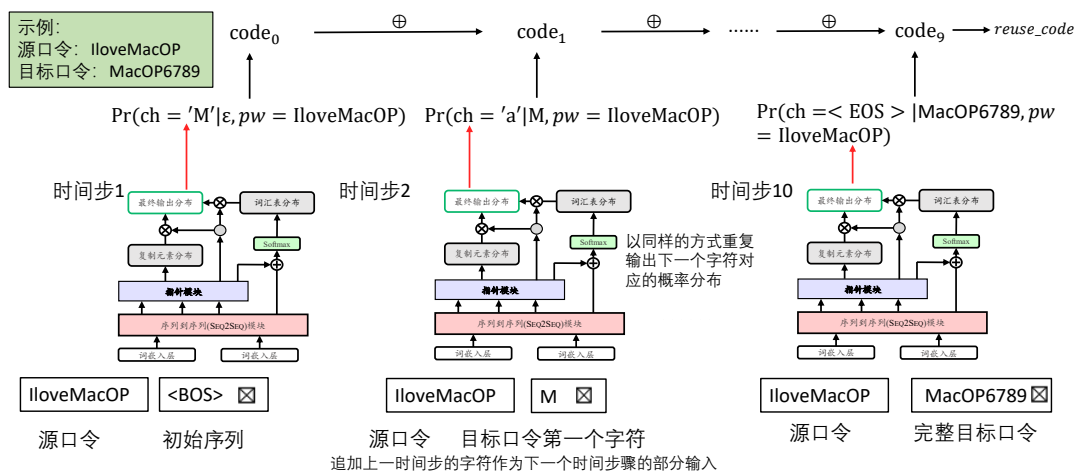 示例:
源口令: IloveMacOP
目标口令: MacOP6789
code₀
⊕
code₁
⊕
……
⊕
code₉
reuse_code
Pr(ch = 'M'|ε, pw = IloveMacOP)
Pr(ch = 'a'|M, pw = IloveMacOP)
Pr(ch =< EOS > |MacOP6789, pw
= IloveMacOP)
时间步1
最终输出分布
词汇表分布
Softmax
复制元素分布
指针模块
序列到序列(SEQ2SEQ)模块
词嵌入层
词嵌入层
IloveMacOP
<BOS>
源口令
初始序列
时间步2
最终输出分布
词汇表分布
Softmax
复制元素分布
指针模块
序列到序列(SEQ2SEQ)模块
词嵌入层
词嵌入层
以同样的方式重复
输出下一个字符对
应的概率分布
IloveMacOP
M
源口令
目标口令第一个字符
追加上一时间步的字符作为下一个时间步骤的部分输入
时间步10
最终输出分布
词汇表分布
Softmax
复制元素分布
指针模块
序列到序列(SEQ2SEQ)模块
词嵌入层
词嵌入层
IloveMacOP
MacOP6789
源口令
完整目标口令